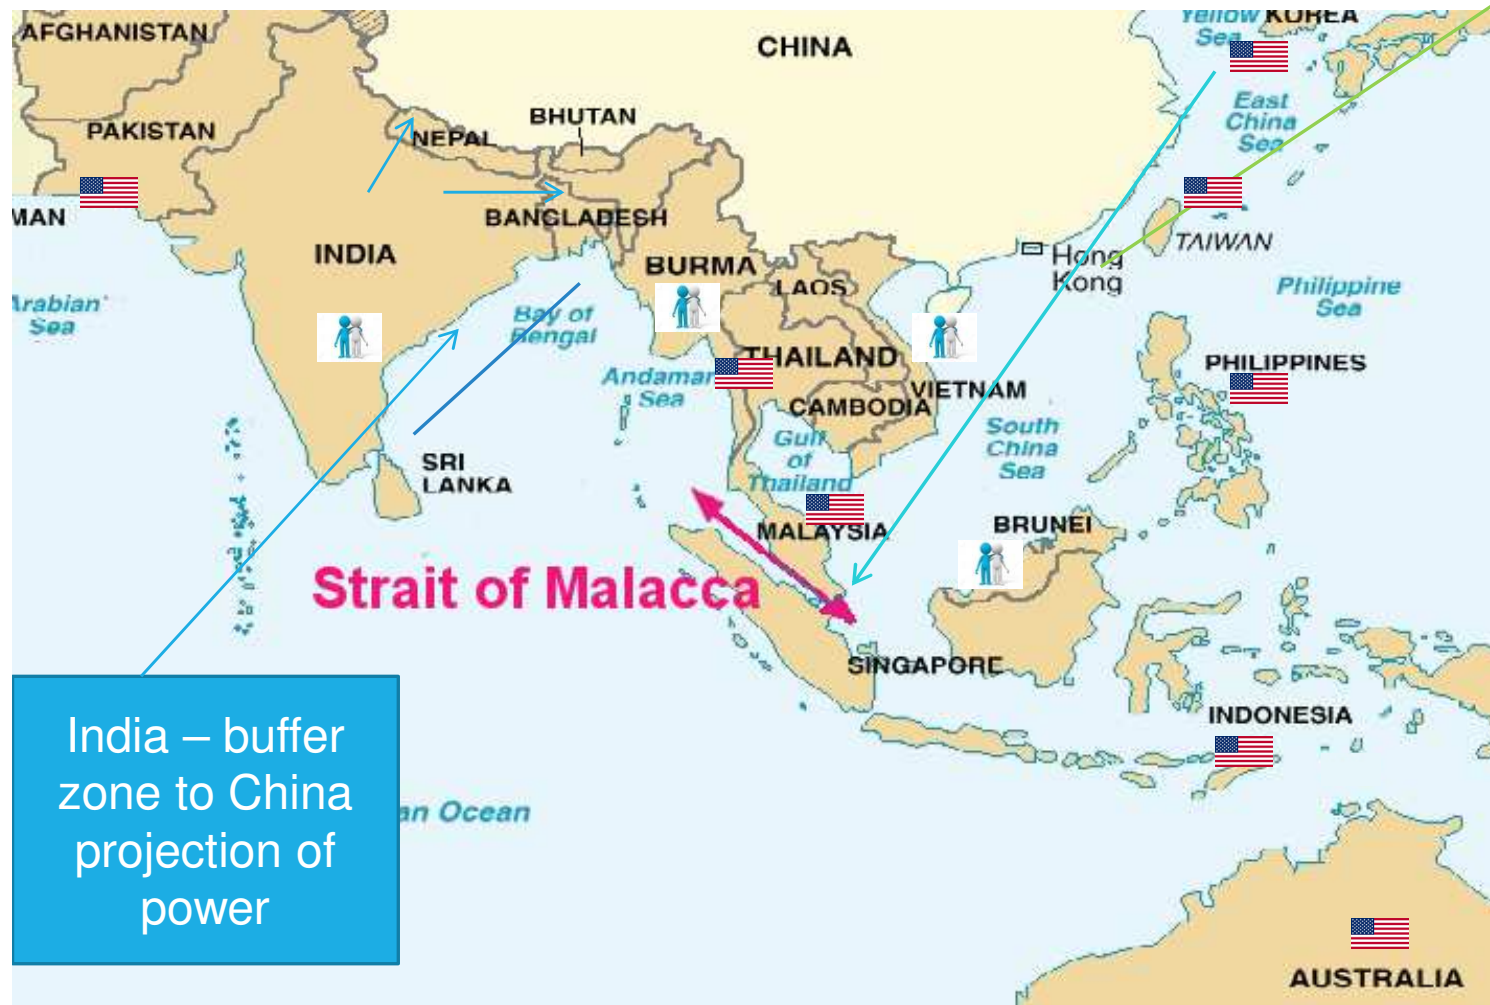 AFGHANISTAN
CHINA
Yellow
Sea
KOREA
PAKISTAN
NEPAL
BHUTAN
East
China
Sea
MAN
BANGLADESH
INDIA
BURMA
Hong
Kong
TAIWAN
LAOS
Arabian
Sea
Bay of
Bengal
Philippine
Sea
THAILAND
PHILIPPINES
Andaman
Sea
VIETNAM
CAMBODIA
Gulf
of
Thailand
South
China
Sea
SRI
LANKA
MALAYSIA
BRUNEI
Strait of Malacca
SINGAPORE
INDONESIA
India – buffer
zone to China
projection of
power
an Ocean
AUSTRALIA